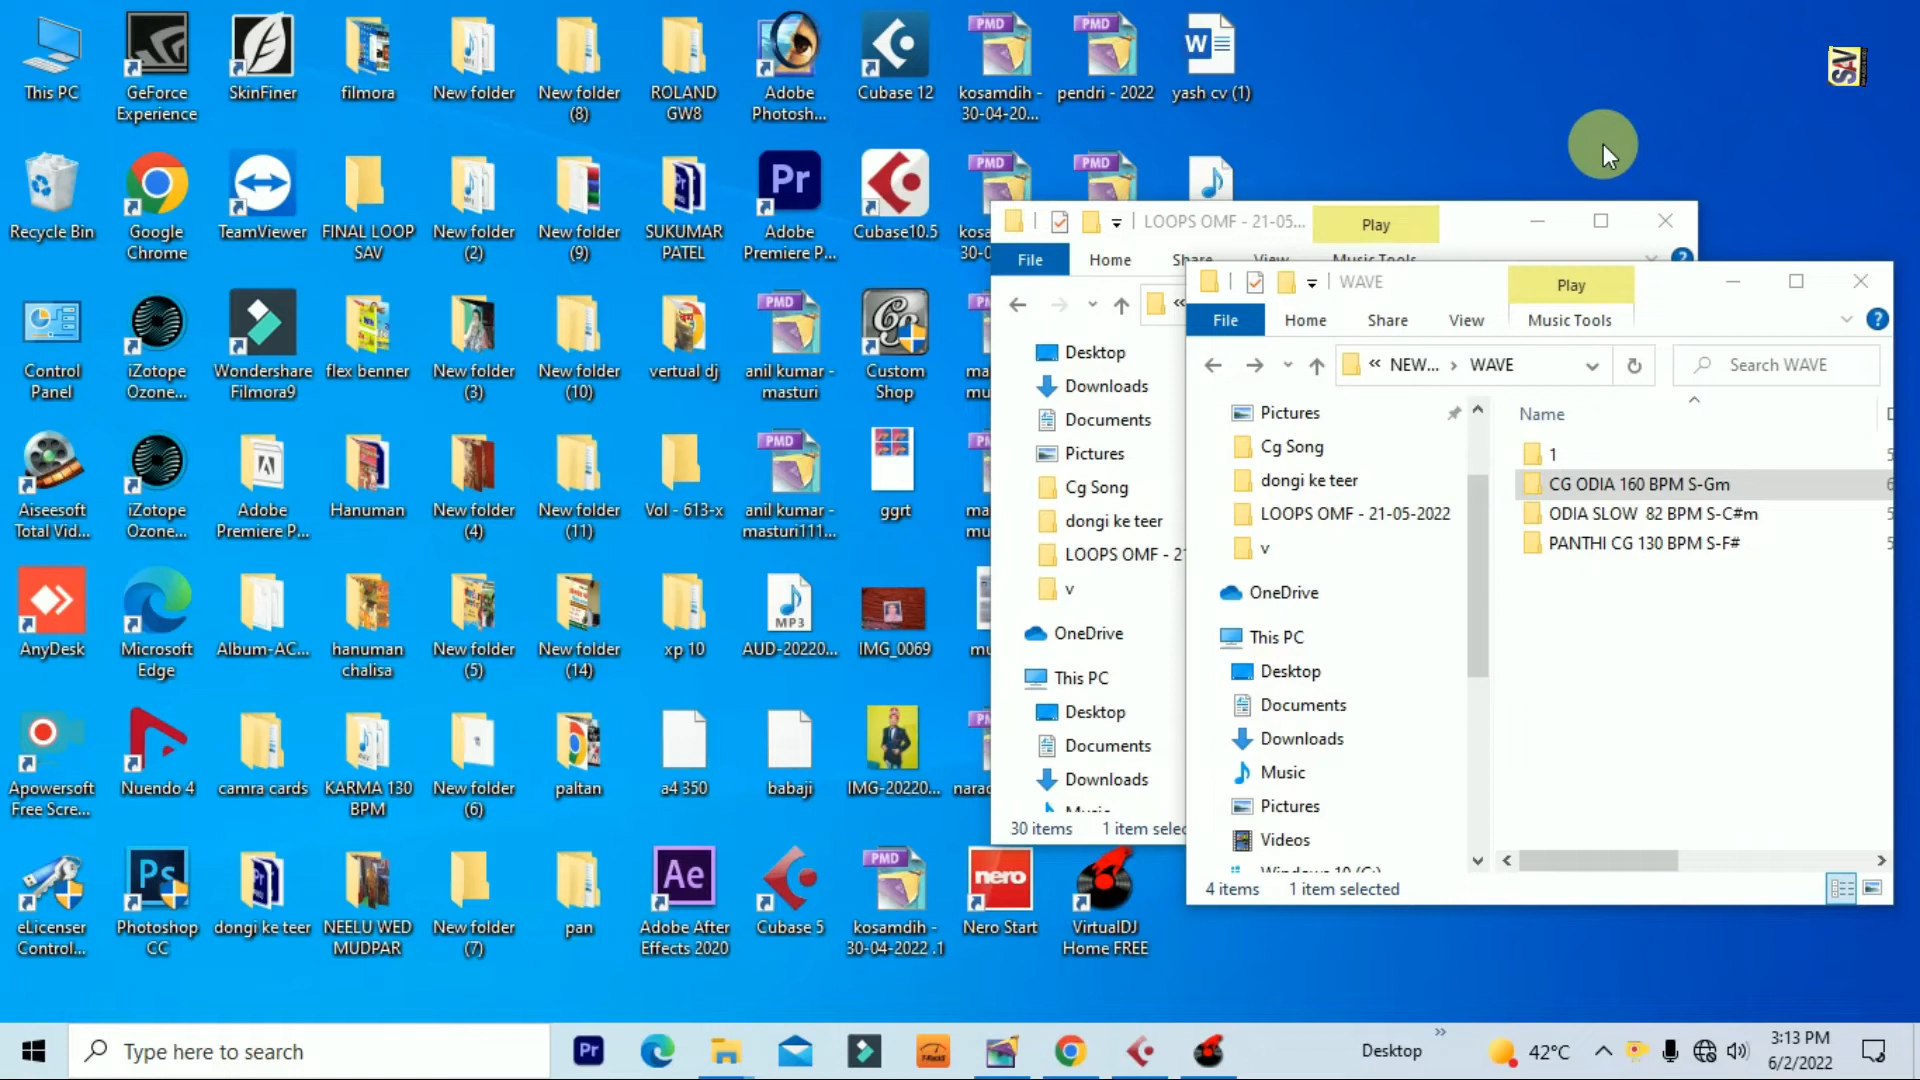 This PC
GeForce
Experience
SkinFiner
filmora
New folder
New folder
(8)
ROLAND
GW8
Adobe
Photosh...
Cubase 12
kosamdih -
30-04-20...
pendri - 2022
yash cv (1)
SAV
Recycle Bin
Google
Chrome
TeamViewer
FINAL LOOP
SAV
New folder
(2)
New folder
(9)
SUKUMAR
PATEL
Adobe
Premiere P...
Cubase10.5
Control
Panel
iZotope
Ozone...
Wondershare
Filmora9
flex benner
New folder
(3)
New folder
(10)
vertual dj
anil kumar -
masturi
Custom
Shop
Aiseesoft
Total Vid...
iZotope
Ozone...
Adobe
Premiere P...
Hanuman
New folder
(4)
New folder
(11)
Vol - 613-x
anil kumar -
masturi111...
ggrt
AnyDesk
Microsoft
Edge
Album-AC...
hanuman
chalisa
New folder
(5)
New folder
(14)
xp 10
AUD-20220...
IMG_0069
Apowersoft
Free Scre...
Nuendo 4
camra cards
KARMA 130
BPM
New folder
(6)
paltan
a4 350
babaji
IMG-20220...
eLicenser
Control...
Photoshop
CC
dongi ke teer
NEELU WED
MUDPAR
New folder
(7)
pan
Adobe After
Effects 2020
Cubase 5
kosamdih -
30-04-2022 .1
Nero Start
VirtualDJ
Home FREE
LOOPS OMF - 21-05...
Play
File
Home
Share
View
Music Tools
Desktop
Downloads
Documents
Pictures
Cg Song
dongi ke teer
LOOPS OMF - 21
v
OneDrive
This PC
Desktop
Documents
Downloads
Music
30 items
1 item selec
WAVE
Play
File
Home
Share
View
Music Tools
« NEW... › WAVE
Search WAVE
Pictures
Cg Song
dongi ke teer
LOOPS OMF - 21-05-2022
v
OneDrive
This PC
Desktop
Documents
Downloads
Music
Pictures
Videos
Windows 10 (C:)
Name
1
CG ODIA 160 BPM S-Gm
ODIA SLOW 82 BPM S-C#m
PANTHI CG 130 BPM S-F#
4 items
1 item selected
Type here to search
Desktop
42°C
3:13 PM
6/2/2022